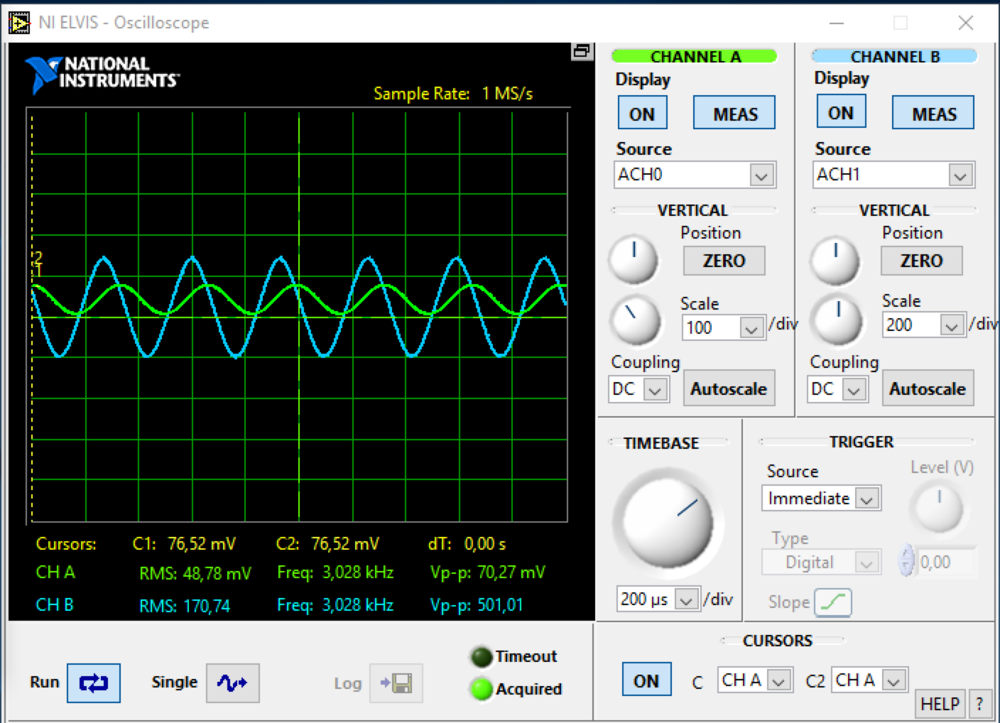 NI ELVIS - Oscilloscope
NATIONAL
INSTRUMENTS
Sample Rate: 1 MS/s
2
1
Cursors: C1: 76,52 mV C2: 76,52 mV dT: 0,00 s
CH A RMS: 48,78 mV Freq: 3,028 kHz Vp-p: 70,27 mV
CH B RMS: 170,74 Freq: 3,028 kHz Vp-p: 501,01
Run
Single
Log
Timeout
Acquired
CHANNEL A
Display
ON MEAS
Source
ACH0
VERTICAL
Position
ZERO
Scale
100 /div
Coupling
DC Autoscale
CHANNEL B
Display
ON MEAS
Source
ACH1
VERTICAL
Position
ZERO
Scale
200 /div
Coupling
DC Autoscale
TIMEBASE
200 µs /div
TRIGGER
Source
Immediate
Level (V)
Type
Digital
0,00
Slope
CURSORS
ON C CH A C2 CH A
HELP ?